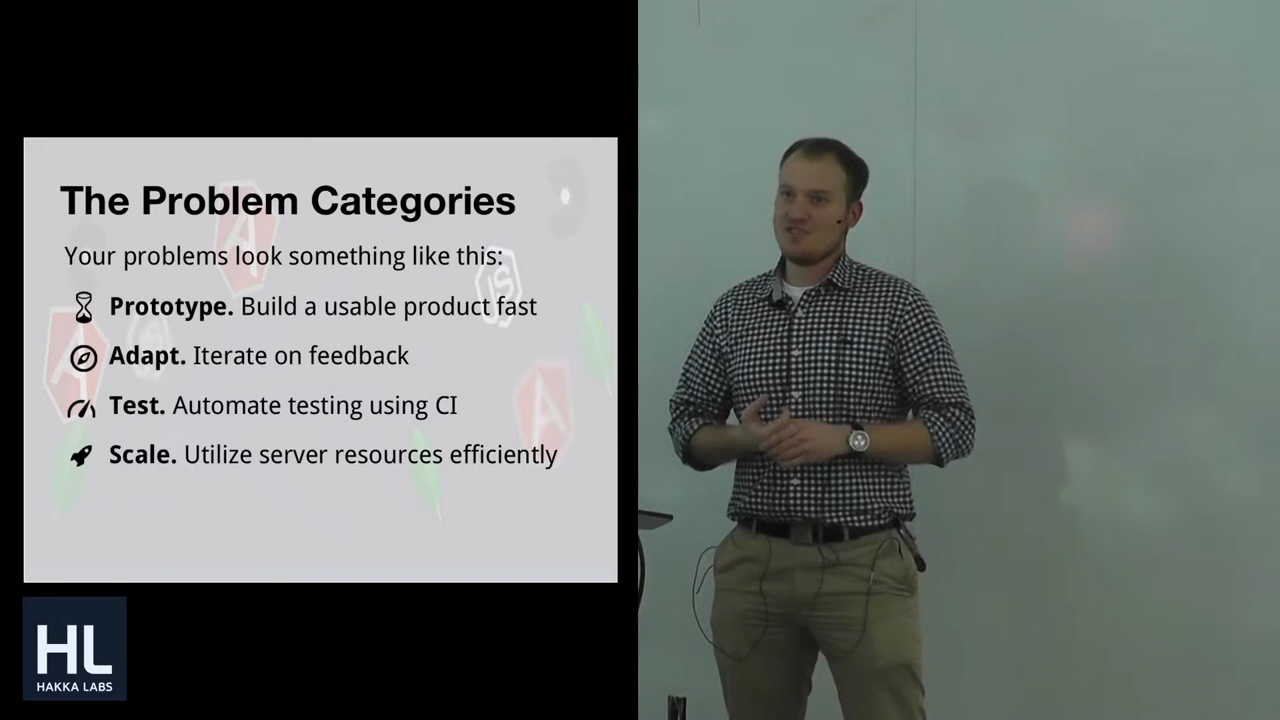 The Problem Categories
Your problems look something like this:
Prototype. Build a usable product fast
Adapt. Iterate on feedback
Test. Automate testing using CI
Scale. Utilize server resources efficiently
HL
HAKKA LABS